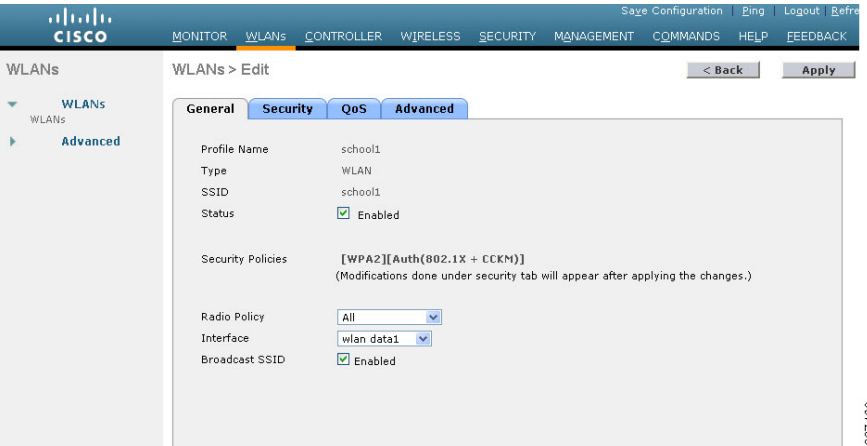 Save Configuration | Ping | Logout | Refre
CISCO
MONITOR WLANs CONTROLLER WIRELESS SECURITY MANAGEMENT COMMANDS HELP FEEDBACK
WLANs
WLANs > Edit
< Back
Apply
WLANs
WLANs
Advanced
General Security QoS Advanced
Profile Name school1
Type WLAN
SSID school1
Status Enabled
Security Policies [WPA2][Auth(802.1X + CCKM)]
(Modifications done under security tab will appear after applying the changes.)
Radio Policy All
Interface wlan data1
Broadcast SSID Enabled